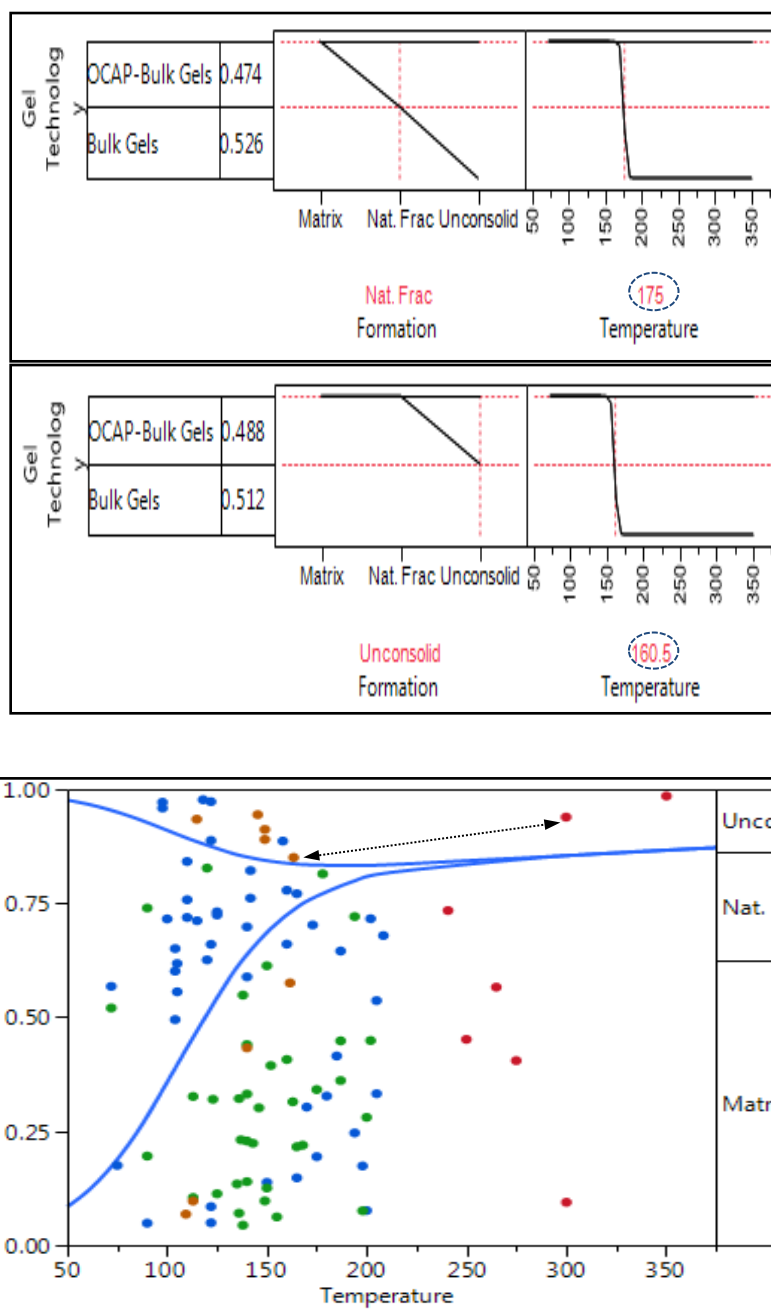 Gel
Technolog
y
OCAP-Bulk Gels 0.474
Bulk Gels 0.526
Matrix Nat. Frac Unconsolid 50 100 150 200 250 300 350
Nat. Frac 175
Formation Temperature
Gel
Technolog
y
OCAP-Bulk Gels 0.488
Bulk Gels 0.512
Matrix Nat. Frac Unconsolid 50 100 150 200 250 300 350
Unconsolid 160.5
Formation Temperature
1.00
Unco
0.75
Nat.
0.50
Matr
0.25
0.00
50 100 150 200 250 300 350
Temperature